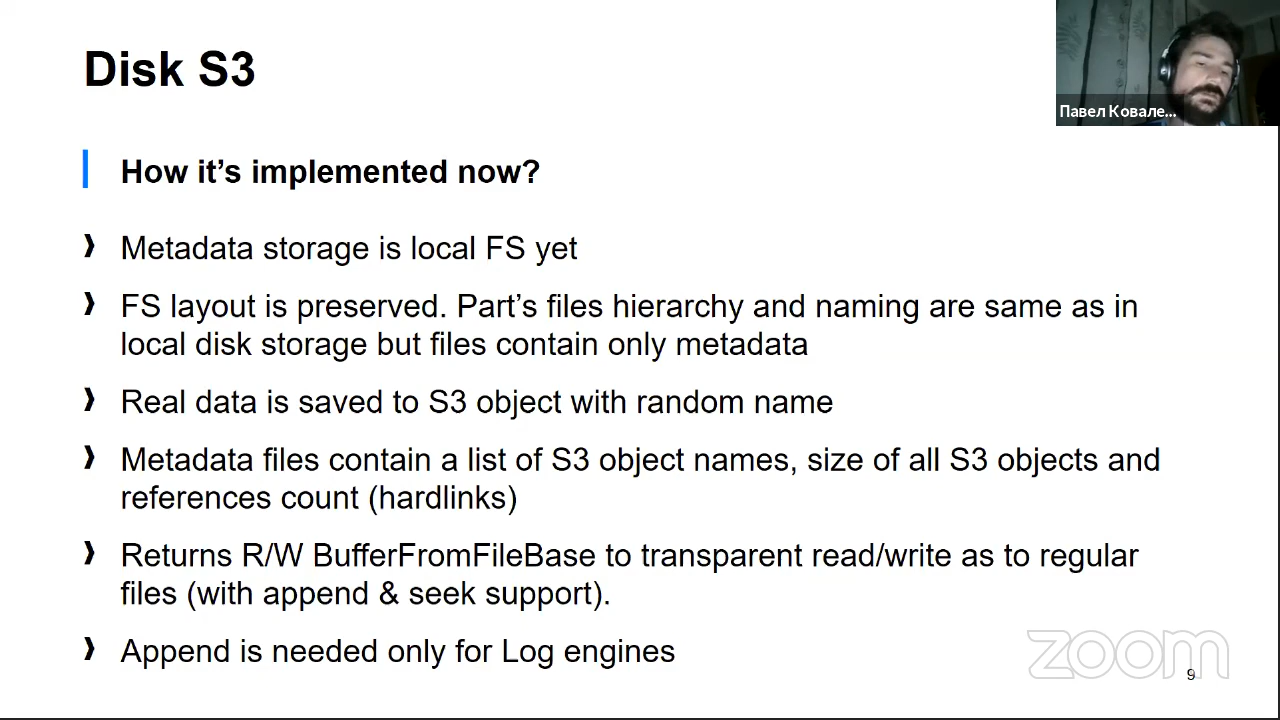 Disk S3
Павел Ковале...
How it’s implemented now?
Metadata storage is local FS yet
FS layout is preserved. Part’s files hierarchy and naming are same as in
local disk storage but files contain only metadata
Real data is saved to S3 object with random name
Metadata files contain a list of S3 object names, size of all S3 objects and
references count (hardlinks)
Returns R/W BufferFromFileBase to transparent read/write as to regular
files (with append & seek support).
Append is needed only for Log engines
zoom
9